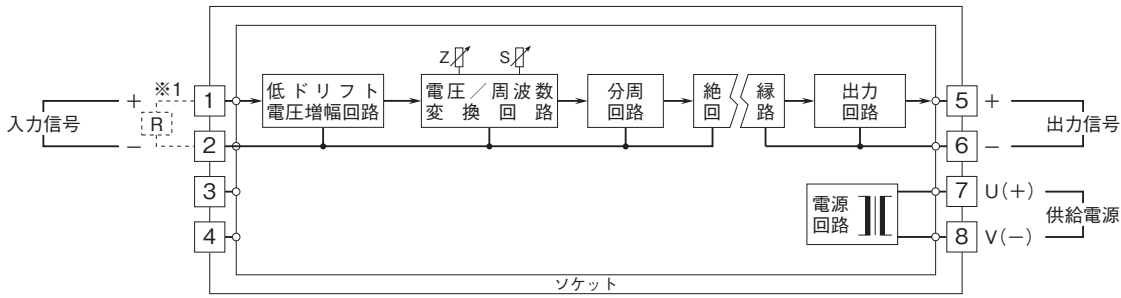 Z S
※1
1
+
R
入力信号
−
2
3
4
低ドリフト
電圧増幅回路
電圧／周波数
変換回路
分周
回路
絶縁
回路
出力
回路
5 +
6 −
出力信号
電源
回路
7 U(+)
8 V(−)
供給電源
ソケット